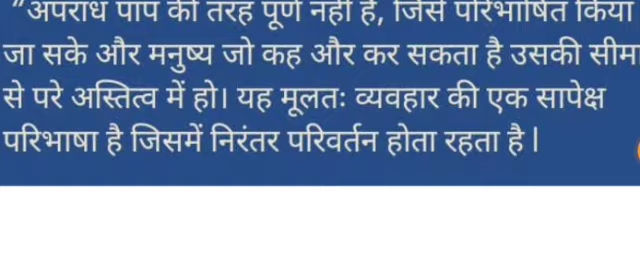 “अपराध पाप की तरह पूर्ण नहीं है, जिसे परिभाषित किया
जा सके और मनुष्य जो कह और कर सकता है उसकी सीमा
से परे अस्तित्व में हो। यह मूलतः व्यवहार की एक सापेक्ष
परिभाषा है जिसमें निरंतर परिवर्तन होता रहता है।